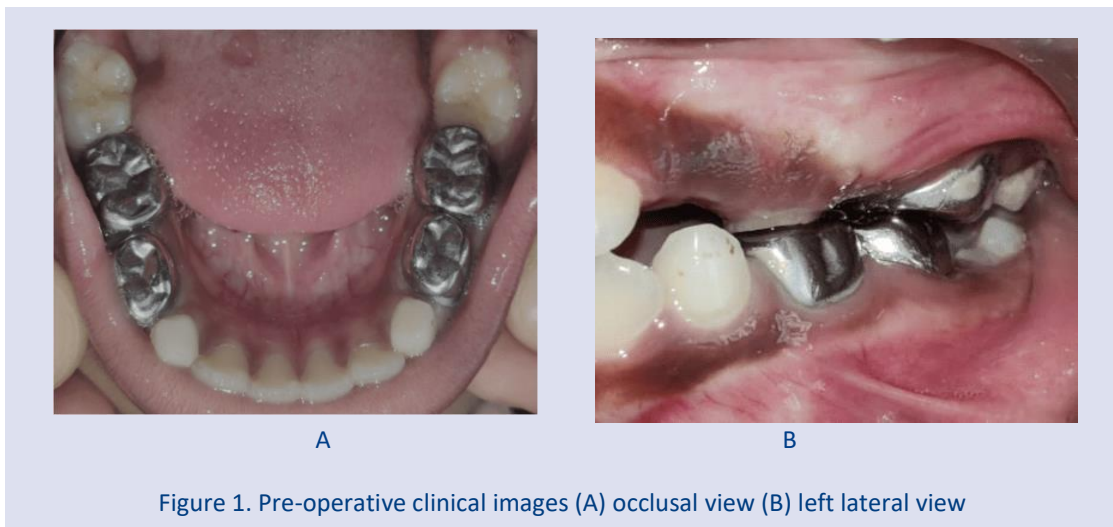 A
B
Figure 1. Pre-operative clinical images (A) occlusal view (B) left lateral view